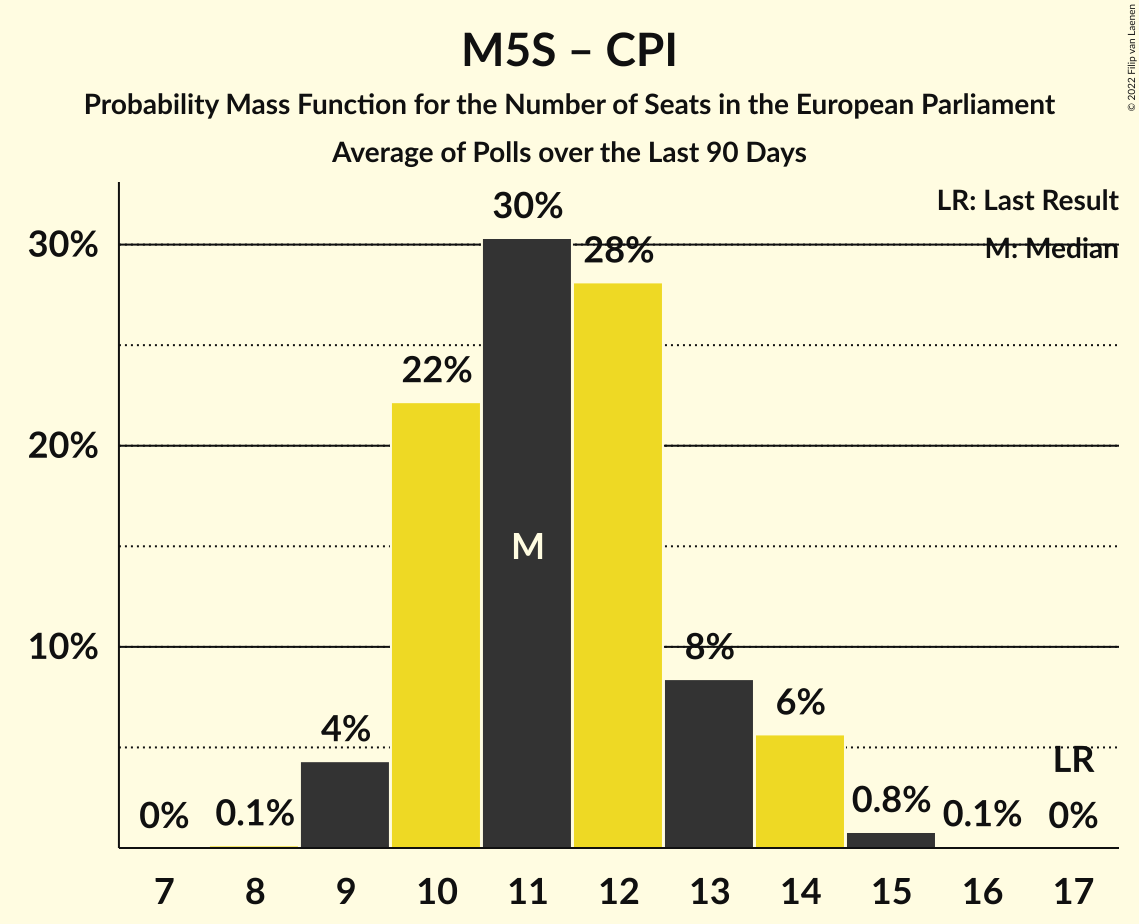 M5S – CPI
Probability Mass Function for the Number of Seats in the European Parliament
Average of Polls over the Last 90 Days
© 2022 Filip van Laenen
LR: Last Result
M: Median
30%
20%
10%
0%
0.1%
4%
22%
30%
M
28%
8%
6%
0.8%
0.1%
LR
0%
7 8 9 10 11 12 13 14 15 16 17